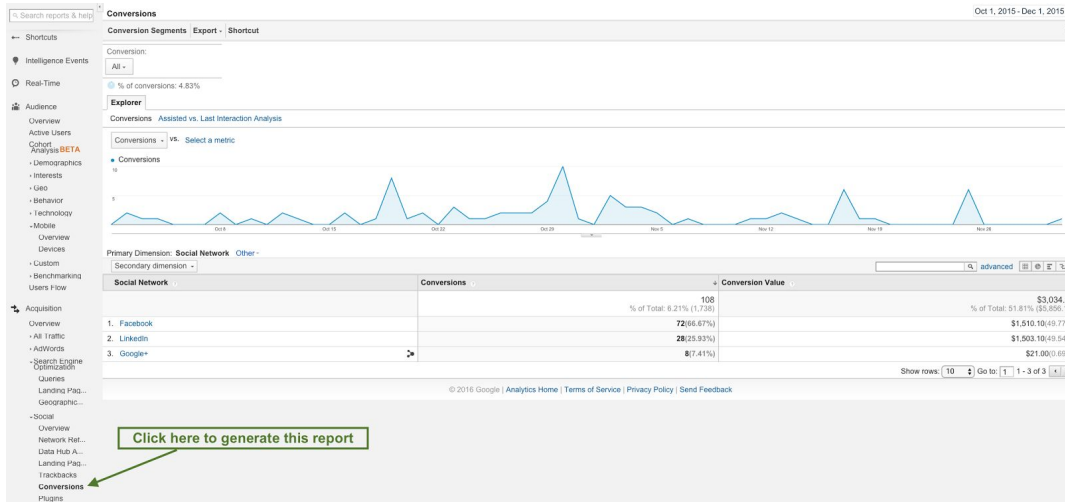 Search reports & help
Shortcuts
Intelligence Events
Real-Time
Audience
Overview
Active Users
Cohort
Analysis BETA
Demographics
Interests
Geo
Behavior
Technology
Mobile
Overview
Devices
Custom
Benchmarking
Users Flow
Acquisition
Overview
All Traffic
AdWords
Search Engine
Optimization
Queries
Landing Pag...
Geographic...
Social
Overview
Network Ref...
Data Hub A...
Landing Pag...
Trackbacks
Conversions
Plugins
Conversions
Oct 1, 2015 - Dec 1, 2015
Conversion Segments Export Shortcut
Conversion:
All
% of conversions: 4.83%
Explorer
Conversions Assisted vs. Last Interaction Analysis
Conversions vs. Select a metric
Conversions
10
5
Oct 8 Oct 15 Oct 22 Oct 29 Nov 5 Nov 12 Nov 19 Nov 26
Primary Dimension: Social Network Other
Secondary dimension
advanced
Social Network Conversions Conversion Value
108 $3,034.
% of Total: 6.21% (1,738) % of Total: 51.81% ($5,856.
1. Facebook 72(66.67%) $1,510.10(49.77
2. LinkedIn 28(25.93%) $1,503.10(49.54
3. Google+ 8(7.41%) $21.00(0.69
Show rows: 10 Go to: 1 1 - 3 of 3
© 2016 Google | Analytics Home | Terms of Service | Privacy Policy | Send Feedback
Click here to generate this report